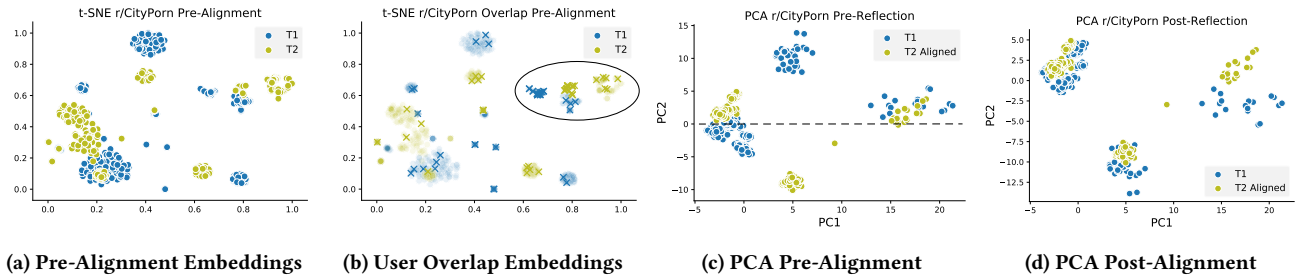 t-SNE r/CityPorn Pre-Alignment
T1
T2
1.0
0.8
0.6
0.4
0.2
0.0
0.0 0.2 0.4 0.6 0.8 1.0
(a) Pre-Alignment Embeddings
t-SNE r/CityPorn Overlap Pre-Alignment
T1
T2
1.0
0.8
0.6
0.4
0.2
0.0
0.0 0.2 0.4 0.6 0.8 1.0
(b) User Overlap Embeddings
PCA r/CityPorn Pre-Reflection
T1
T2 Aligned
PC2
15
10
5
0
−5
−10
−5 0 5 10 15 20
PC1
(c) PCA Pre-Alignment
PCA r/CityPorn Post-Reflection
PC2
5.0
2.5
0.0
−2.5
−5.0
−7.5
−10.0
−12.5
T1
T2 Aligned
−5 0 5 10 15 20
PC1
(d) PCA Post-Alignment